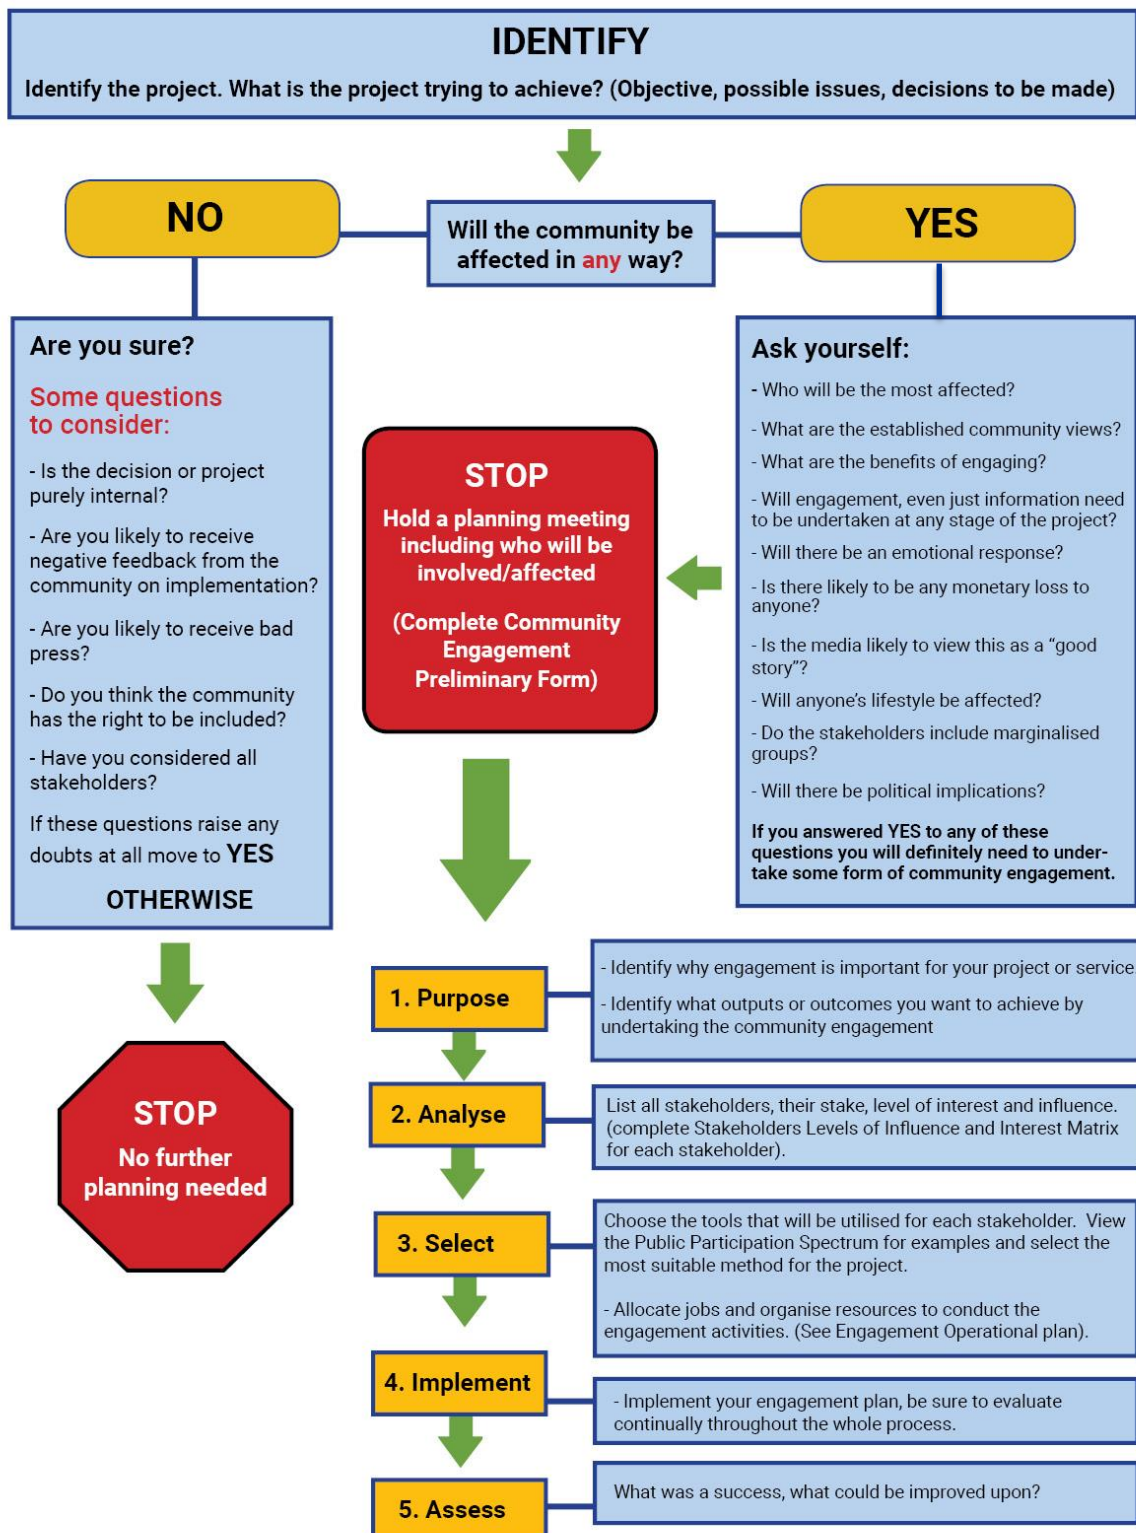 IDENTIFY
Identify the project. What is the project trying to achieve? (Objective, possible issues, decisions to be made)
NO
Will the community be
affected in any way?
YES
Are you sure?
Some questions
to consider:
- Is the decision or project
purely internal?
- Are you likely to receive
negative feedback from the
community on implementation?
- Are you likely to receive bad
press?
- Do you think the community
has the right to be included?
- Have you considered all
stakeholders?
If these questions raise any
doubts at all move to YES
OTHERWISE
STOP
No further
planning needed
Ask yourself:
- Who will be the most affected?
- What are the established community views?
- What are the benefits of engaging?
- Will engagement, even just information need
to be undertaken at any stage of the project?
- Will there be an emotional response?
- Is there likely to be any monetary loss to
anyone?
- Is the media likely to view this as a “good
story”?
- Will anyone’s lifestyle be affected?
- Do the stakeholders include marginalised
groups?
- Will there be political implications?
If you answered YES to any of these
questions you will definitely need to under-
take some form of community engagement.
STOP
Hold a planning meeting
including who will be
involved/affected
(Complete Community
Engagement
Preliminary Form)
1. Purpose
- Identify why engagement is important for your project or service.
- Identify what outputs or outcomes you want to achieve by
undertaking the community engagement
2. Analyse
List all stakeholders, their stake, level of interest and influence.
(complete Stakeholders Levels of Influence and Interest Matrix
for each stakeholder).
3. Select
Choose the tools that will be utilised for each stakeholder. View
the Public Participation Spectrum for examples and select the
most suitable method for the project.
- Allocate jobs and organise resources to conduct the
engagement activities. (See Engagement Operational plan).
4. Implement
- Implement your engagement plan, be sure to evaluate
continually throughout the whole process.
5. Assess
What was a success, what could be improved upon?